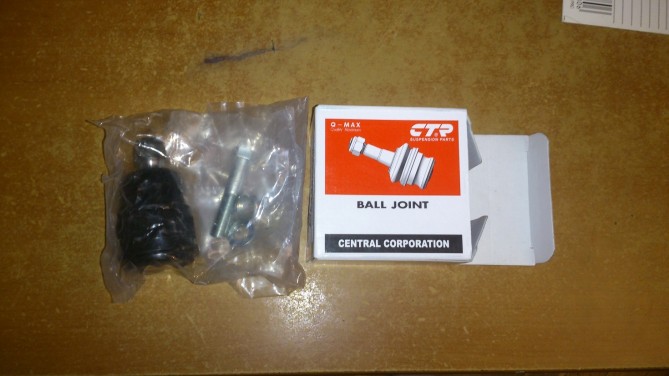 Q-MAX
CTR
SUSPENSION PARTS
BALL JOINT
CENTRAL CORPORATION